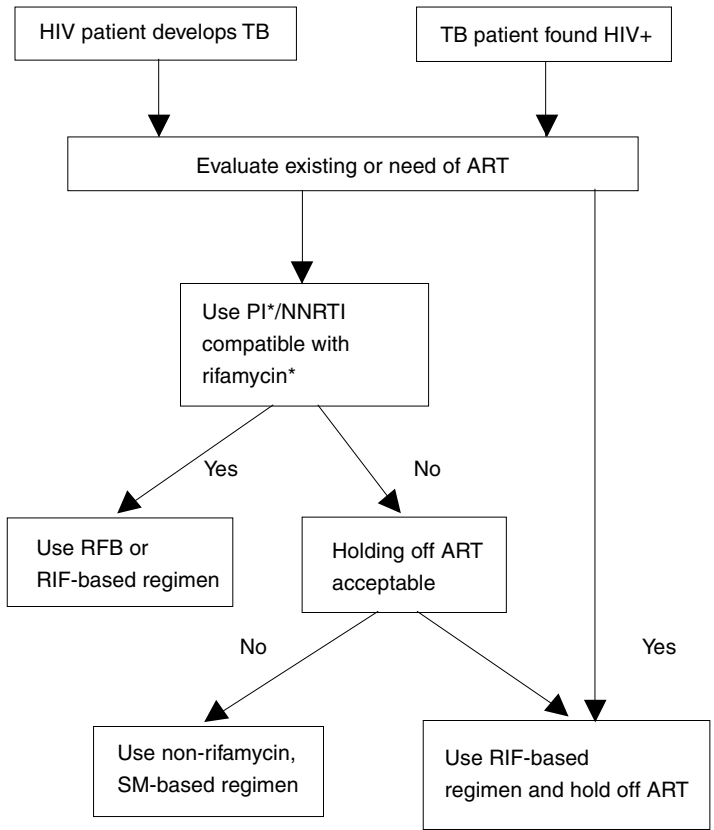 HIV patient develops TB
TB patient found HIV+
Evaluate existing or need of ART
Use PI*/NNRTI
compatible with
rifamycin*
Yes
No
Use RFB or
RIF-based regimen
Holding off ART
acceptable
No
Yes
Use non-rifamycin,
SM-based regimen
Use RIF-based
regimen and hold off ART